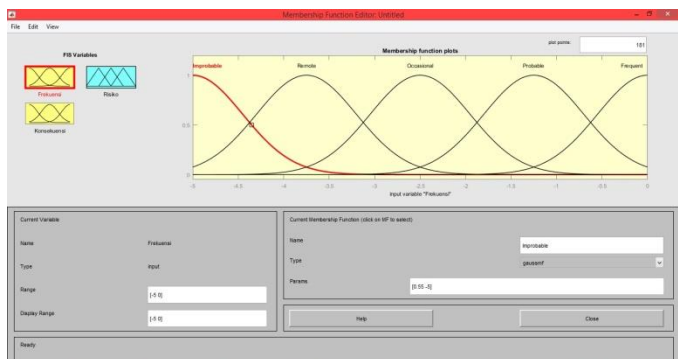 Membership Function Editor: Untitled
File Edit View
FIS Variables
Frekuensi
Risiko
Konsekuensi
plot points:
181
Membership function plots
Improbable Remote Occasional Probable Frequent
1
0.5
0
-5 -4.5 -4 -3.5 -3 -2.5 -2 -1.5 -1 -0.5 0
input variable "Frekuensi"
Current Variable
Name Frekuensi
Type input
Range [-5 0]
Display Range [-5 0]
Current Membership Function (click on MF to select)
Name Improbable
Type gaussmf
Params [0.55 -5]
Help Close
Ready